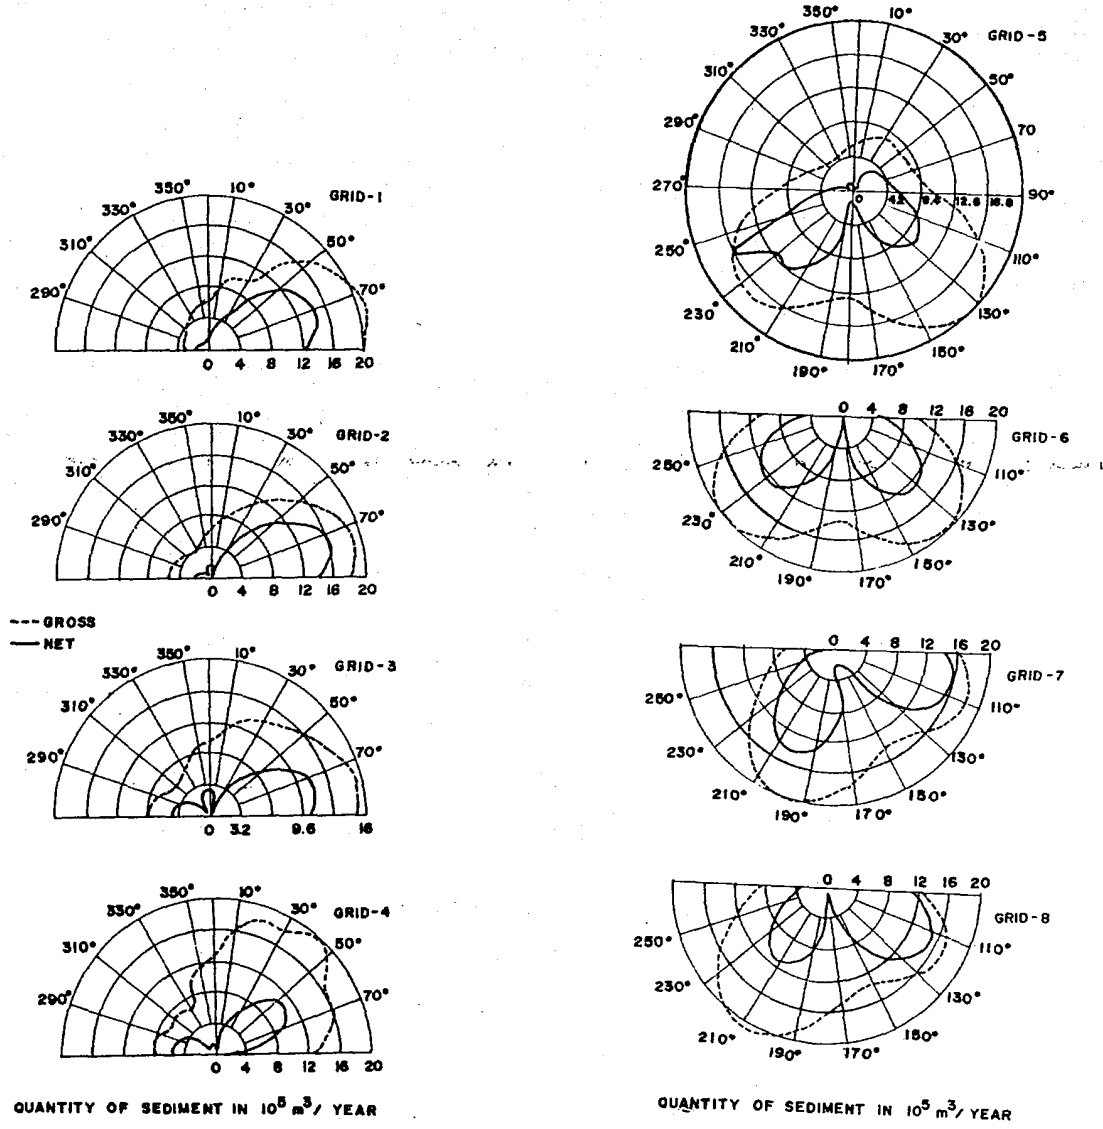 350° 10°
330° 30° GRID-1
310° 50°
290° 70°
0 4 8 12 16 20
350° 10°
330° 30° GRID-2
310° 50°
290° 70°
0 4 8 12 16 20
--- GROSS
— NET
350° 10°
330° 30° GRID-3
310° 50°
290° 70°
0 3.2 9.6 16
350° 10°
330° 30° GRID-4
310° 50°
290° 70°
0 4 8 12 16 20
QUANTITY OF SEDIMENT IN 10⁵ m³/ YEAR
350° 10°
330° 30° GRID-5
310° 50°
290° 70
270° 90°
0 4.2 8.4 12.6 16.8
250° 110°
230° 130°
210° 150°
190° 170°
0 4 8 12 16 20
GRID-6
250° 110°
230° 130°
210° 150°
190° 170°
0 4 8 12 16 20
GRID-7
250° 110°
230° 130°
210° 150°
190° 170°
0 4 8 12 16 20
GRID-8
250° 110°
230° 130°
210° 150°
190° 170°
QUANTITY OF SEDIMENT IN 10⁵ m³/YEAR